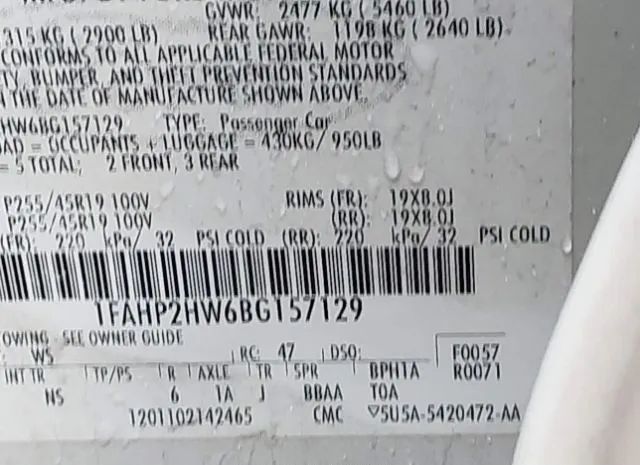 GVWR: 2477 KG (5460 LB)
315 KG (2900 LB) REAR GAWR: 1198 KG (2640 LB)
CONFORMS TO ALL APPLICABLE FEDERAL MOTOR
TY, BUMPER, AND THEFT PREVENTION STANDARDS
THE DATE OF MANUFACTURE SHOWN ABOVE
HW6BG157129 TYPE: Passenger Car
OAD = OCCUPANTS + LUGGAGE = 430KG/ 950LB
= 5 TOTAL; 2 FRONT, 3 REAR
P255/45R19 100V RIMS (FR): 19X8.0J
P255/45R19 100V (RR): 19X8.0J
(FR): 220 kPa/ 32 PSI COLD (RR): 220 kPa/ 32 PSI COLD
1FAHP2HW6BG157129
OWING- SEE OWNER GUIDE
WS RC: 47 DSO: F0057
INT TR TP/PS R AXLE TR SPR BPH1A R0071
NS 6 1A J BBAA TOA
1201102142465 CMC ▽5U5A-5420472-AA